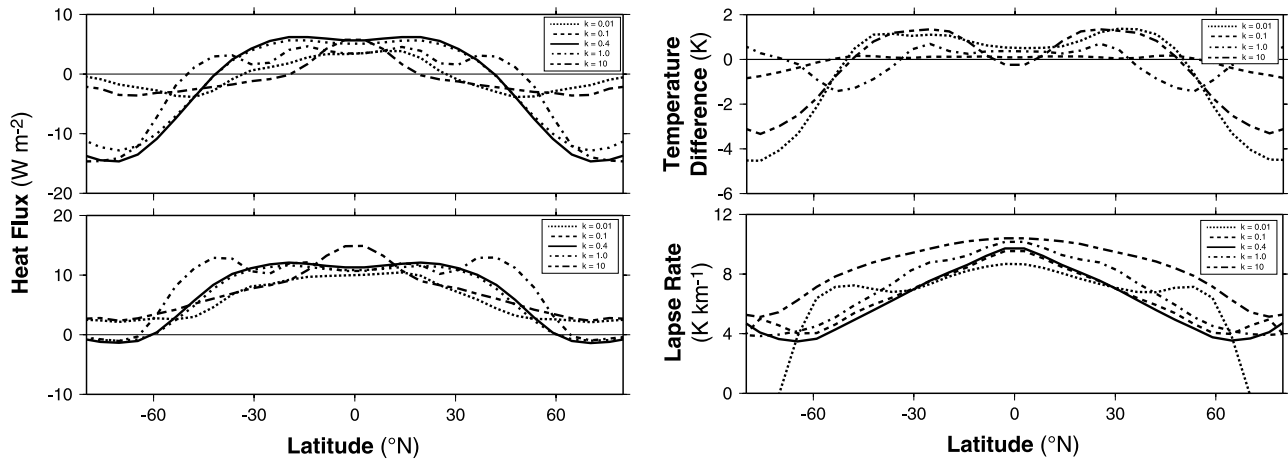 Heat Flux (W m-2)
10
0
-10
-20
k = 0.01
k = 0.1
k = 0.4
k = 1.0
k = 10
20
10
0
-10
k = 0.01
k = 0.1
k = 0.4
k = 1.0
k = 10
-60
-30
0
30
60
Latitude (°N)
Temperature
Difference (K)
2
0
-2
-4
-6
k = 0.01
k = 0.1
k = 1.0
k = 10
Lapse Rate
(K km-1)
12
8
4
0
k = 0.01
k = 0.1
k = 0.4
k = 1.0
k = 10
-60
-30
0
30
60
Latitude (°N)